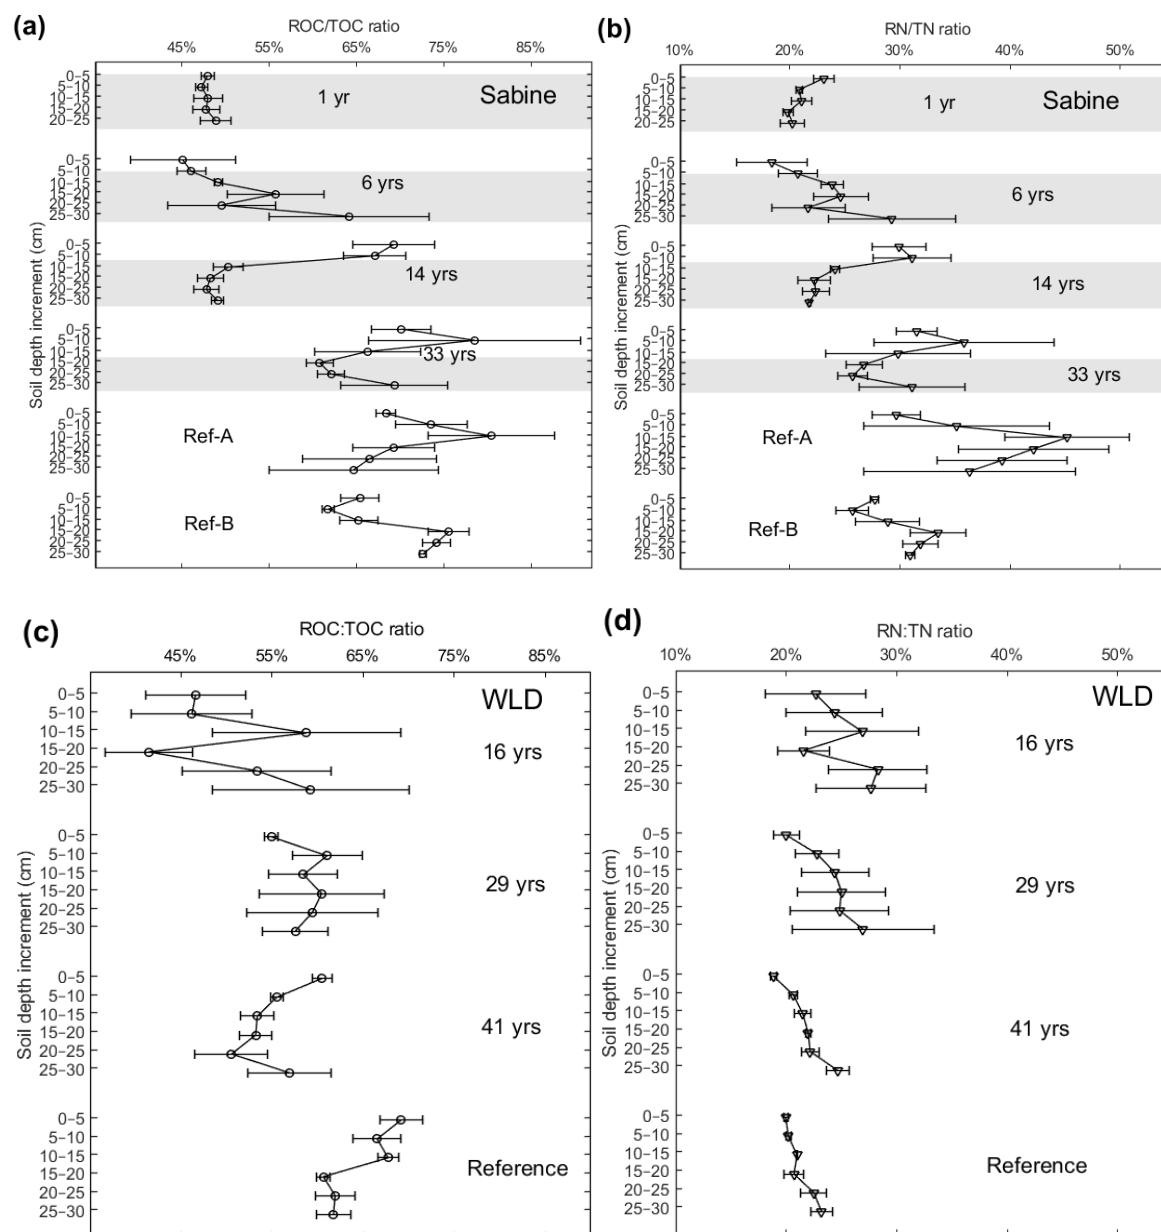 (a)
ROC/TOC ratio
45% 55% 65% 75% 85%
Soil depth increment (cm)
0−5
5−10
10−15 1 yr Sabine
15−20
20−25
0−5
5−10
10−15 6 yrs
15−20
20−25
25−30
0−5
5−10
10−15 14 yrs
15−20
20−25
25−30
0−5
5−10
10−15 33 yrs
15−20
20−25
25−30
0−5
5−10
10−15 Ref-A
15−20
20−25
25−30
0−5
5−10
10−15 Ref-B
15−20
20−25
25−30
(b)
RN/TN ratio
10% 20% 30% 40% 50%
Soil depth increment (cm)
0−5
5−10
10−15 1 yr Sabine
15−20
20−25
0−5
5−10
10−15
15−20 6 yrs
20−25
25−30
0−5
5−10
10−15
15−20 14 yrs
20−25
25−30
0−5
5−10
10−15
15−20
20−25 33 yrs
25−30
0−5
5−10
10−15 Ref-A
15−20
20−25
25−30
0−5
5−10
10−15 Ref-B
15−20
20−25
25−30
(c)
ROC:TOC ratio
45% 55% 65% 75% 85%
Soil depth increment (cm)
0−5 WLD
5−10
10−15
15−20 16 yrs
20−25
25−30
0−5
5−10
10−15
15−20 29 yrs
20−25
25−30
0−5
5−10
10−15
15−20 41 yrs
20−25
25−30
0−5
5−10
10−15 Reference
15−20
20−25
25−30
(d)
RN:TN ratio
10% 20% 30% 40% 50%
Soil depth increment (cm)
0−5 WLD
5−10
10−15
15−20 16 yrs
20−25
25−30
0−5
5−10
10−15
15−20 29 yrs
20−25
25−30
0−5
5−10
10−15
15−20 41 yrs
20−25
25−30
0−5
5−10
10−15 Reference
15−20
20−25
25−30